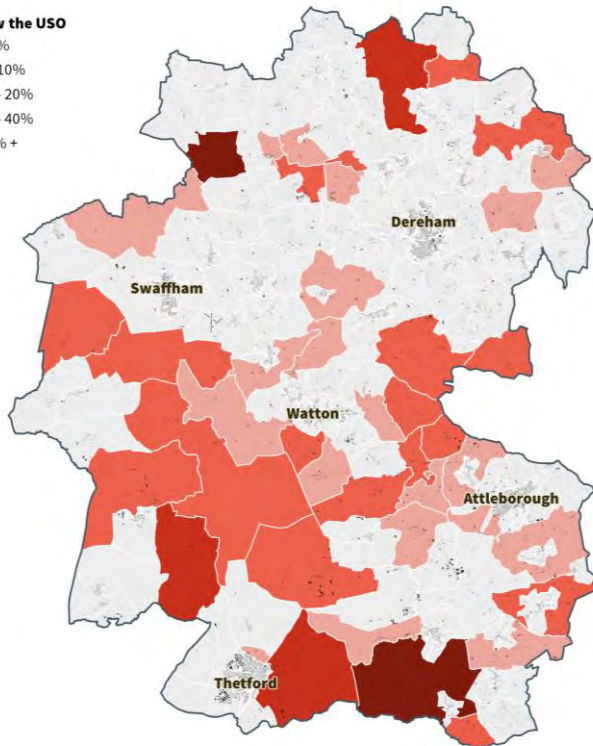 w the USO
%
10%
20%
40%
% +
Dereham
Swaffham
Watton
Attleborough
Thetford